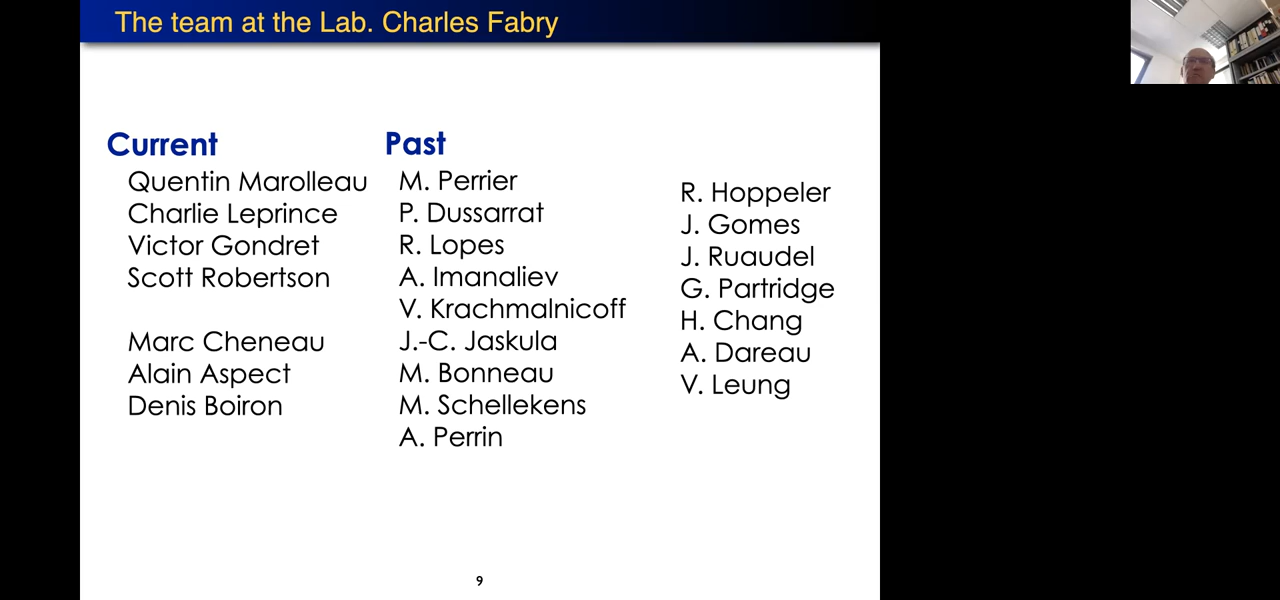 The team at the Lab. Charles Fabry
Current
Quentin Marolleau
Charlie Leprince
Victor Gondret
Scott Robertson
Marc Cheneau
Alain Aspect
Denis Boiron
Past
M. Perrier
P. Dussarrat
R. Lopes
A. Imanaliev
V. Krachmalnicoff
J.-C. Jaskula
M. Bonneau
M. Schellekens
A. Perrin
R. Hoppeler
J. Gomes
J. Ruaudel
G. Partridge
H. Chang
A. Dareau
V. Leung
9